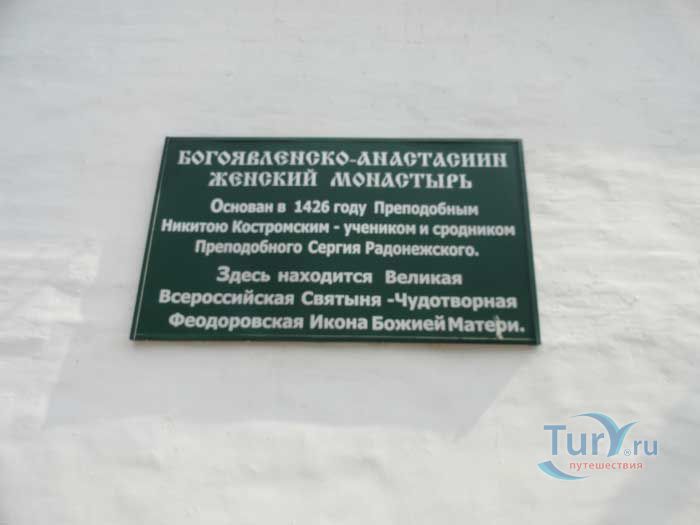 БОГОЯВЛЕНСКО-АНАСТАСИИН
ЖЕНСКИЙ МОНАСТЫРЬ
Основан в 1426 году Преподобным
Никитою Костромским - учеником и сродником
Преподобного Сергия Радонежского.
Здесь находится Великая
Всероссийская Святыня -Чудотворная
Феодоровская Икона Божией Матери.
Tury.ru
путешествия